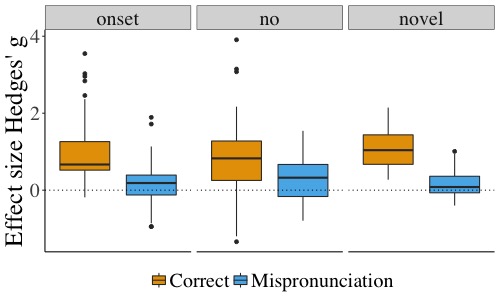 onset no novel
Effect size Hedges' g
4
2
0
Correct Mispronunciation